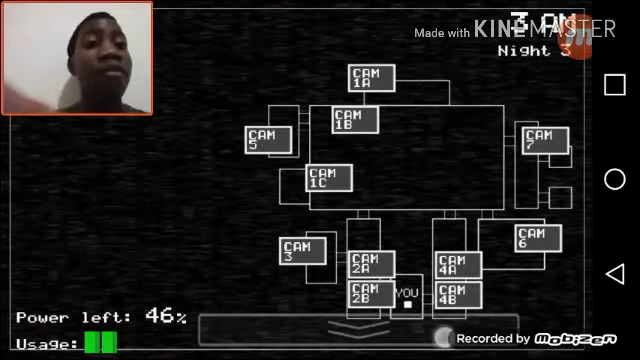 3 AM
Made with KINEMASTER
Night 3
CAM
1A
CAM
1B
CAM
5
CAM
7
CAM
1C
CAM
6
CAM
3
CAM
2A
CAM
4A
CAM
2B
YOU
CAM
4B
Power left: 46%
Usage:
Recorded by MOBIZEN